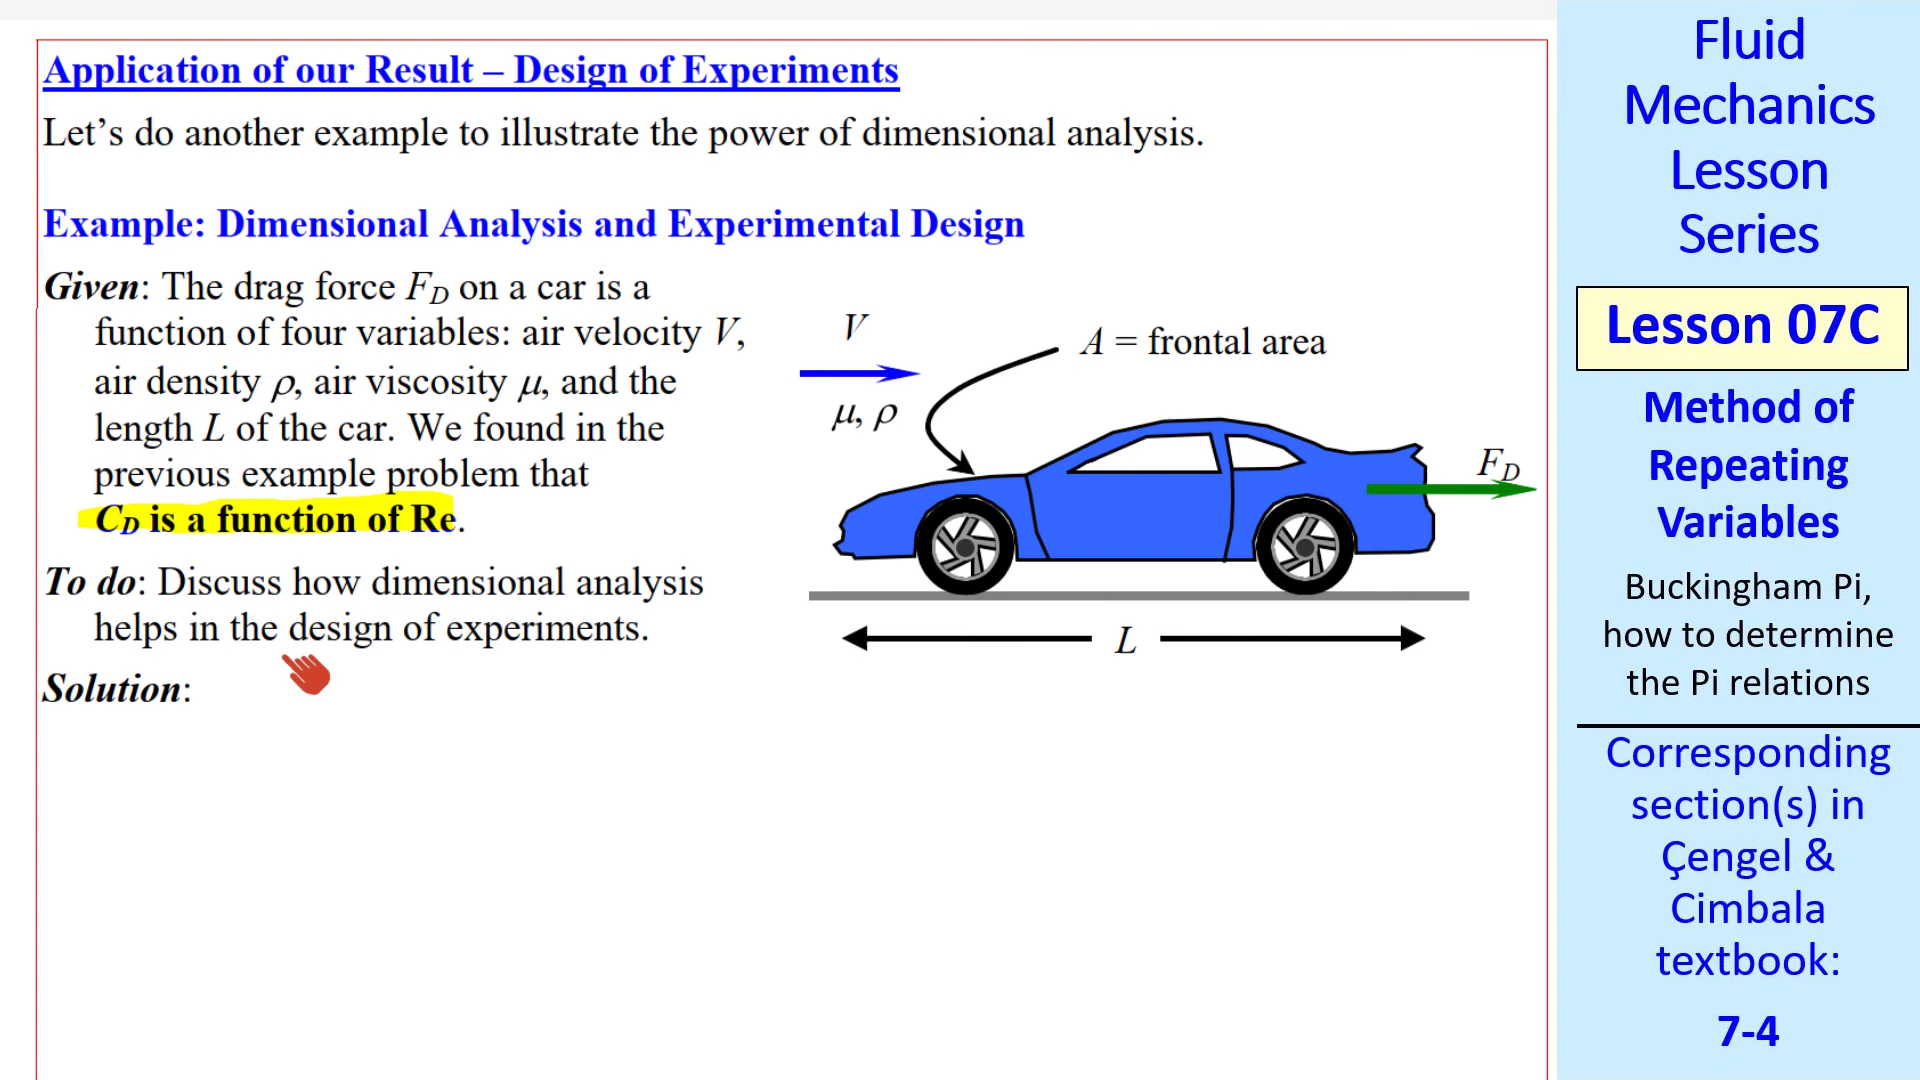 Application of our Result – Design of Experiments
Let's do another example to illustrate the power of dimensional analysis.
Example: Dimensional Analysis and Experimental Design
Given: The drag force F_D on a car is a
function of four variables: air velocity V,
air density ρ, air viscosity μ, and the
length L of the car. We found in the
previous example problem that
C_D is a function of Re.
To do: Discuss how dimensional analysis
helps in the design of experiments.
Solution:
V
μ, ρ
A = frontal area
F_D
L
Fluid
Mechanics
Lesson
Series
Lesson 07C
Method of
Repeating
Variables
Buckingham Pi,
how to determine
the Pi relations
Corresponding
section(s) in
Çengel &
Cimbala
textbook:
7-4